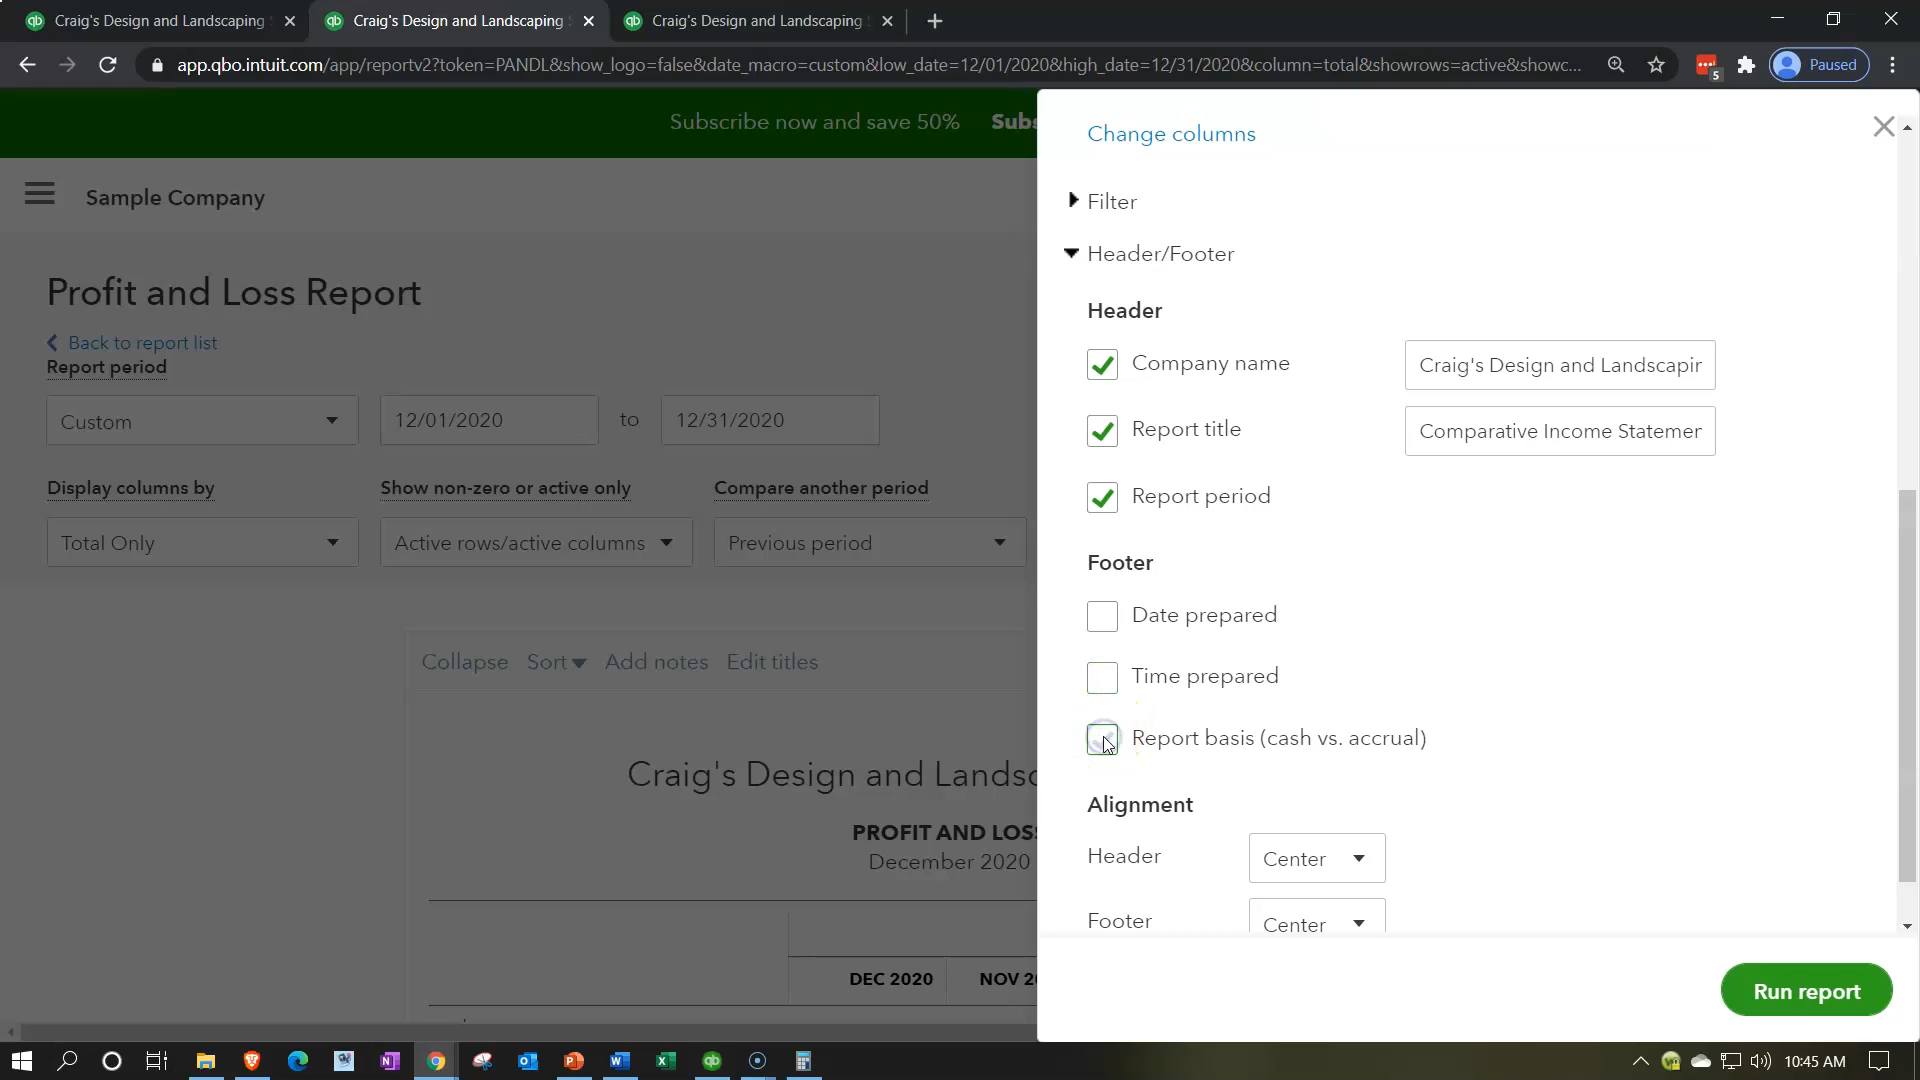 Craig's Design and Landscaping
Craig's Design and Landscaping
Craig's Design and Landscaping
app.qbo.intuit.com/app/reportv2?token=PANDL&show_logo=false&date_macro=custom&low_date=12/01/2020&high_date=12/31/2020&column=total&showrows=active&showc...
5
Paused
Subscribe now and save 50% Subs
Sample Company
Profit and Loss Report
Back to report list
Report period
Custom
12/01/2020
to
12/31/2020
Display columns by
Show non-zero or active only
Compare another period
Total Only
Active rows/active columns
Previous period
Collapse
Sort
Add notes
Edit titles
Craig's Design and Landsc
PROFIT AND LOS
December 2020
DEC 2020
NOV 2
Change columns
Filter
Header/Footer
Header
Company name
Craig's Design and Landscapir
Report title
Comparative Income Statemer
Report period
Footer
Date prepared
Time prepared
Report basis (cash vs. accrual)
Alignment
Header
Center
Footer
Center
Run report
10:45 AM